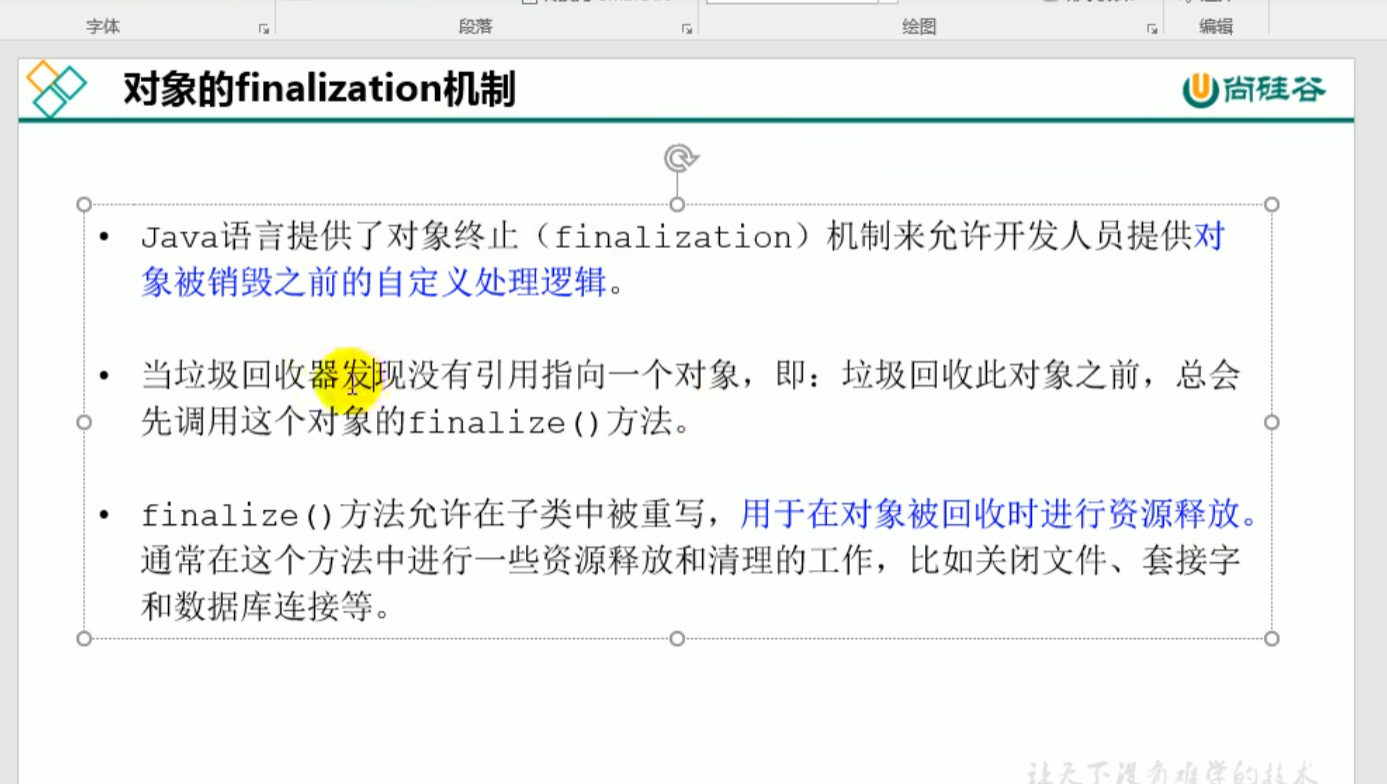 字体 段落 绘图 编辑
对象的finalization机制
尚硅谷
• Java语言提供了对象终止（finalization）机制来允许开发人员提供对
象被销毁之前的自定义处理逻辑。
• 当垃圾回收器发现没有引用指向一个对象，即：垃圾回收此对象之前，总会
先调用这个对象的finalize()方法。
• finalize()方法允许在子类中被重写，用于在对象被回收时进行资源释放。
通常在这个方法中进行一些资源释放和清理的工作，比如关闭文件、套接字
和数据库连接等。
让天下没有难学的技术